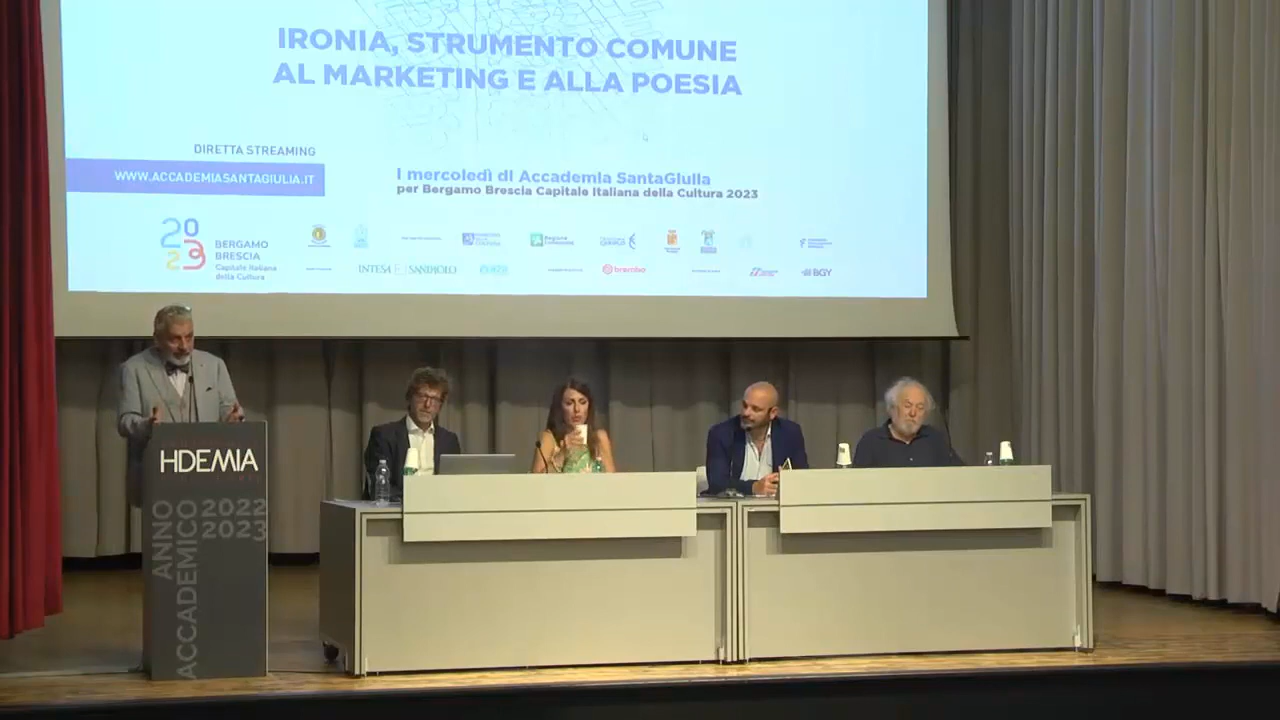 IRONIA, STRUMENTO COMUNE
AL MARKETING E ALLA POESIA
DIRETTA STREAMING
WWW.ACCADEMIASANTAGIULIA.IT
I mercoledì di Accademia SantaGiulia
per Bergamo Brescia Capitale Italiana della Cultura 2023
2023
BERGAMO
BRESCIA
Capitale Italiana
della Cultura
INTESA SANPAOLO
brembo
BGY
HDEMIA
ANNO
ACCADEMICO
2022
2023